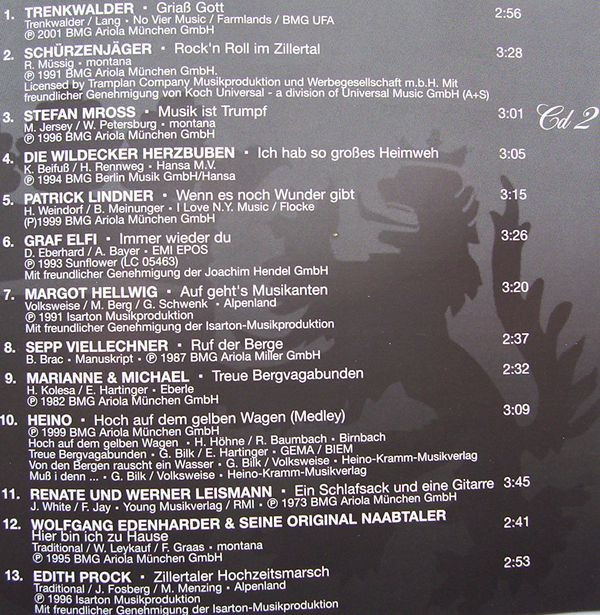 1. TRENKWALDER · Griaß Gott 2:56
Trenkwalder / Lang · No Vier Music / Farmlands / BMG UFA
℗ 2001 BMG Ariola München GmbH
2. SCHÜRZENJÄGER · Rock'n Roll im Zillertal 3:28
R. Müssig · montana
℗ 1991 BMG Ariola München GmbH.
Licensed by Tramplan Company Musikproduktion und Werbegesellschaft m.b.H. Mit
freundlicher Genehmigung von Koch Universal - a division of Universal Music GmbH (A+S)
3. STEFAN MROSS · Musik ist Trumpf 3:01 Cd 2
M. Jersey / W. Petersburg · montana
℗ 1996 BMG Ariola München GmbH
4. DIE WILDECKER HERZBUBEN · Ich hab so großes Heimweh 3:05
K. Beifuß / H. Rennweg · Hansa M.V.
℗ 1994 BMG Berlin Musik GmbH/Hansa
5. PATRICK LINDNER · Wenn es noch Wunder gibt 3:15
H. Weindorf / B. Meinunger · I Love N.Y. Music / Flocke
(P)1999 BMG Ariola München GmbH
6. GRAF ELFI · Immer wieder du 3:26
D. Eberhard / A. Bayer · EMI EPOS
℗ 1993 Sunflower (LC 05463)
Mit freundlicher Genehmigung der Joachim Hendel GmbH
7. MARGOT HELLWIG · Auf geht's Musikanten 3:20
Volksweise / M. Berg / G. Schwenk · Alpenland
℗ 1991 Isarton Musikproduktion
Mit freundlicher Genehmigung der Isarton-Musikproduktion
8. SEPP VIELLECHNER · Ruf der Berge 2:37
B. Brac · Manuskript · ℗ 1987 BMG Ariola Miller GmbH
9. MARIANNE & MICHAEL · Treue Bergvagabunden 2:32
H. Kolesa / E. Hartinger · Eberle
℗ 1982 BMG Ariola München GmbH
10. HEINO · Hoch auf dem gelben Wagen (Medley) 3:09
℗ 1999 BMG Ariola München GmbH
Hoch auf dem gelben Wagen · H. Höhne / R. Baumbach · Birnbach
Treue Bergvagabunden · G. Bilk / E. Hartinger · GEMA / BIEM
Von den Bergen rauscht ein Wasser · G. Bilk / Volksweise · Heino-Kramm-Musikverlag
Muß i denn ... · G. Bilk / Volksweise · Heino-Kramm-Musikverlag
11. RENATE UND WERNER LEISMANN · Ein Schlafsack und eine Gitarre 3:45
J. White / F. Jay · Young Musikverlag / RMI · ℗ 1973 BMG Ariola München GmbH
12. WOLFGANG EDENHARDER & SEINE ORIGINAL NAABTALER 2:41
Hier bin ich zu Hause
Traditional / W. Leykauf / F. Graas · montana
℗ 1995 BMG Ariola München GmbH
13. EDITH PROCK · Zillertaler Hochzeitsmarsch 2:53
Traditional / J. Fosberg / M. Menzing · Alpenland
℗ 1996 Isarton Musikproduktion
Mit freundlicher Genehmigung der Isarton-Musikproduktion